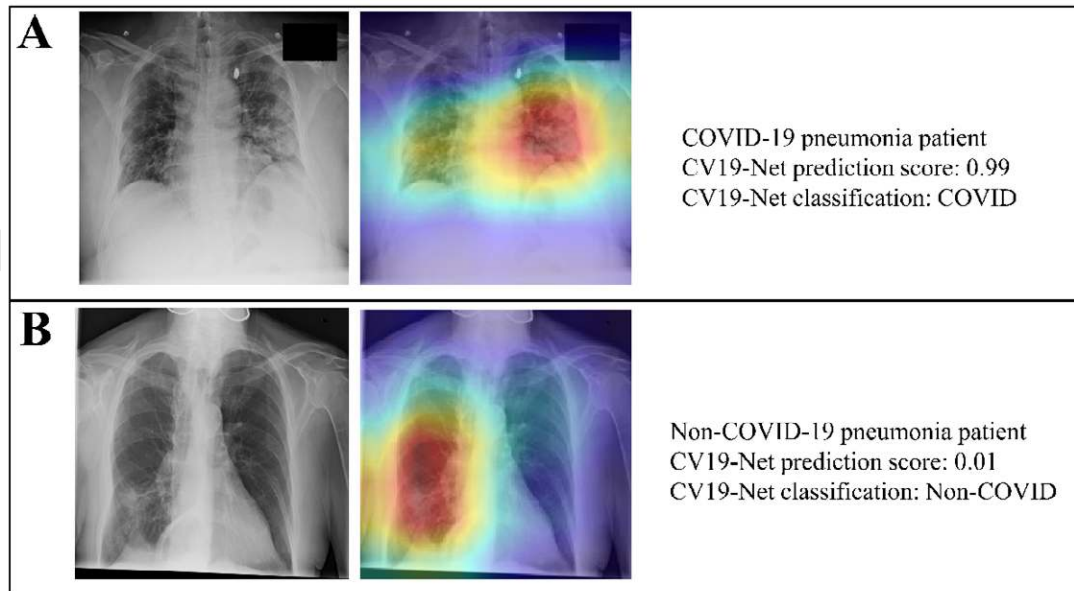 A
COVID-19 pneumonia patient
CV19-Net prediction score: 0.99
CV19-Net classification: COVID
B
Non-COVID-19 pneumonia patient
CV19-Net prediction score: 0.01
CV19-Net classification: Non-COVID